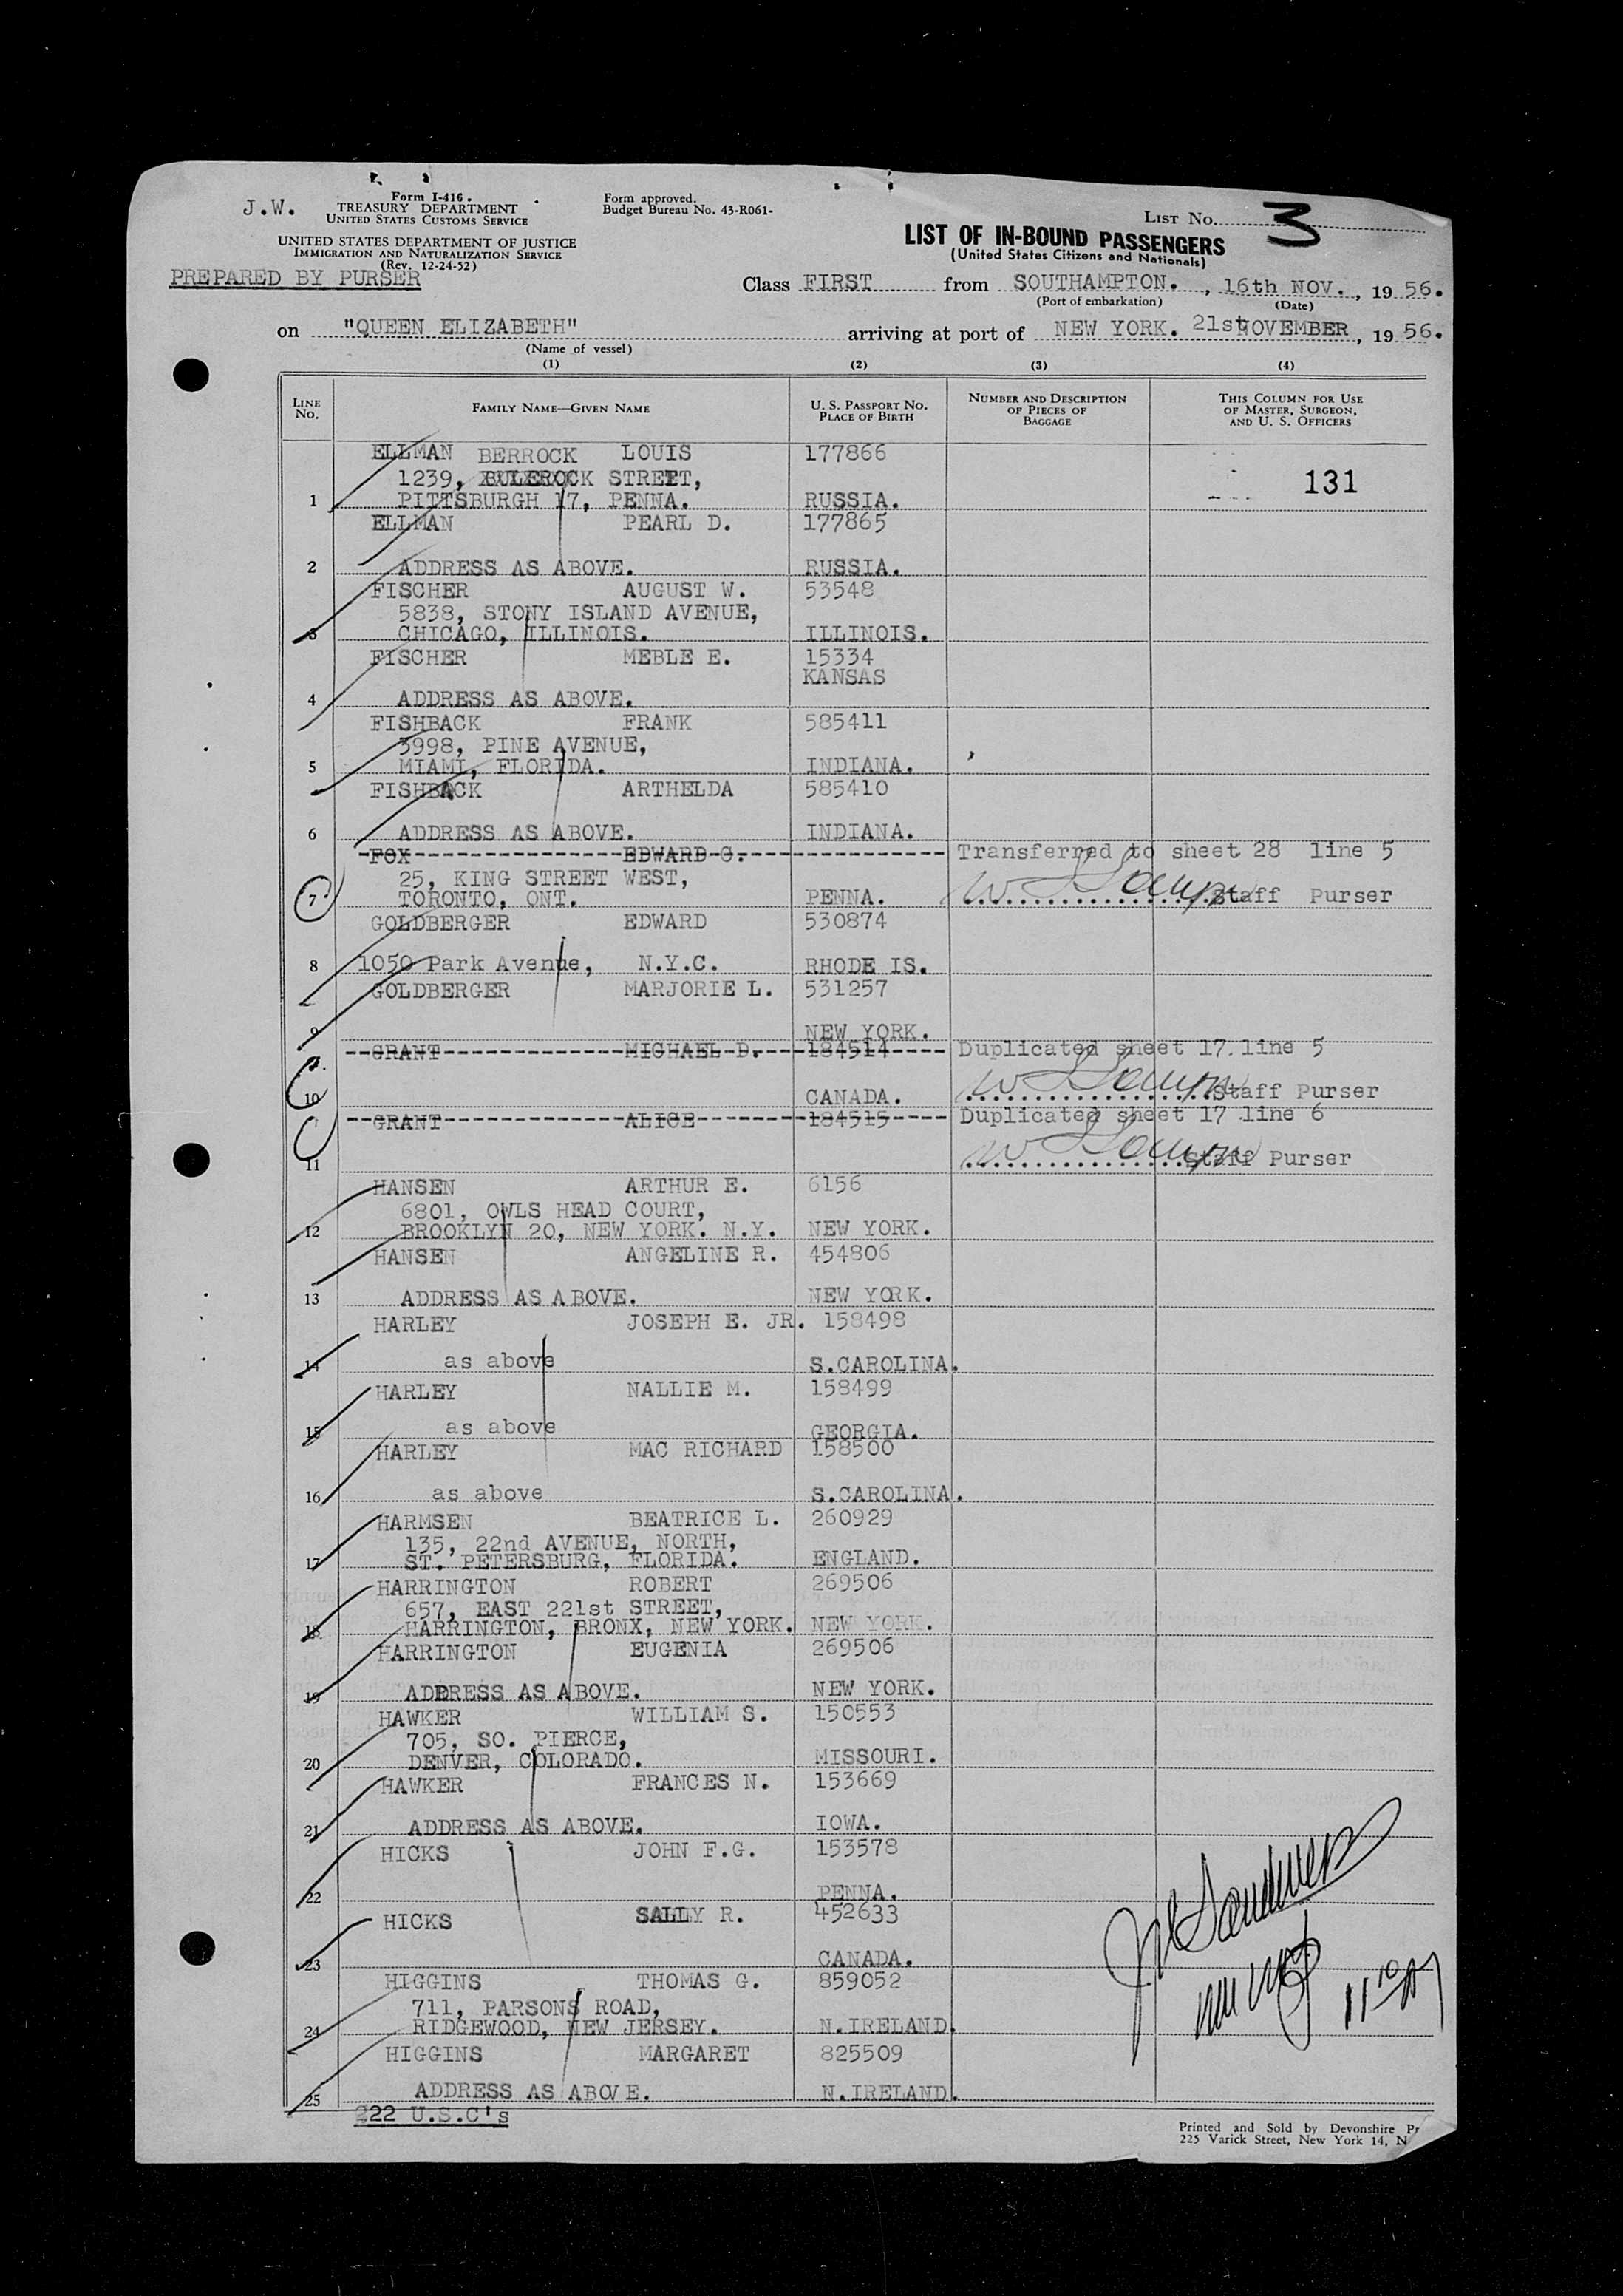 J.W.
Form I-416.
TREASURY DEPARTMENT
UNITED STATES CUSTOMS SERVICE
Form approved.
Budget Bureau No. 43-R061-
LIST No. 3
UNITED STATES DEPARTMENT OF JUSTICE
IMMIGRATION AND NATURALIZATION SERVICE
(Rev. 12-24-52)
LIST OF IN-BOUND PASSENGERS
(United States Citizens and Nationals)
PREPARED BY PURSER
Class FIRST from SOUTHAMPTON. , 16th NOV. , 19 56.
(Port of embarkation) (Date)
on "QUEEN ELIZABETH" arriving at port of NEW YORK. 21st NOVEMBER , 19 56.
(Name of vessel)
(1) (2) (3) (4)
LINE No. FAMILY NAME—GIVEN NAME U. S. PASSPORT No. PLACE OF BIRTH NUMBER AND DESCRIPTION OF PIECES OF BAGGAGE THIS COLUMN FOR USE OF MASTER, SURGEON, AND U. S. OFFICERS
ELLMAN LOUIS 177866
BERROCK
1239, STREET, 131
1 PITTSBURGH 17, PENNA. RUSSIA.
ELLMAN PEARL D. 177865
2 ADDRESS AS ABOVE. RUSSIA.
FISCHER AUGUST W. 53548
5838, STONY ISLAND AVENUE,
3 CHICAGO, ILLINOIS. ILLINOIS.
FISCHER MEBLE E. 15334
KANSAS
4 ADDRESS AS ABOVE.
FISHBACK FRANK 585411
3998, PINE AVENUE,
5 MIAMI, FLORIDA. INDIANA.
FISHBACK ARTHELDA 585410
6 ADDRESS AS ABOVE. INDIANA.
FOX EDWARD C. Transferred to sheet 28 line 5
25, KING STREET WEST,
7 TORONTO, ONT. PENNA. Staff Purser
GOLDBERGER EDWARD 530874
8 1050 Park Avenue, N.Y.C. RHODE IS.
GOLDBERGER MARJORIE L. 531257
9 NEW YORK.
GRANT MICHAEL D. 184514 Duplicated sheet 17. line 5
10 CANADA. Staff Purser
GRANT ALICE 184515 Duplicated sheet 17 line 6
11 Staff Purser
HANSEN ARTHUR E. 6156
6801, OWLS HEAD COURT,
12 BROOKLYN 20, NEW YORK. N.Y. NEW YORK.
HANSEN ANGELINE R. 454806
13 ADDRESS AS ABOVE. NEW YORK.
HARLEY JOSEPH E. JR. 158498
14 as above S.CAROLINA.
HARLEY NALLIE M. 158499
15 as above GEORGIA.
HARLEY MAC RICHARD 158500
16 as above S.CAROLINA.
HARMSEN BEATRICE L. 260929
135, 22nd AVENUE, NORTH,
17 ST. PETERSBURG, FLORIDA. ENGLAND.
HARRINGTON ROBERT 269506
657, EAST 221st STREET,
18 HARRINGTON, BRONX, NEW YORK. NEW YORK.
HARRINGTON EUGENIA 269506
19 ADDRESS AS ABOVE. NEW YORK.
HAWKER WILLIAM S. 150553
705, SO. PIERCE,
20 DENVER, COLORADO. MISSOURI.
HAWKER FRANCES N. 153669
21 ADDRESS AS ABOVE. IOWA.
HICKS JOHN F.G. 153578
22 PENNA.
HICKS SALLY R. 452633
23 CANADA.
HIGGINS THOMAS G. 859052
711, PARSONS ROAD,
24 RIDGEWOOD, NEW JERSEY. N.IRELAND.
HIGGINS MARGARET 825509
25 ADDRESS AS ABOVE. N.IRELAND.
22 U.S.C's
Printed and Sold by Devonshire
225 Varick Street, New York 14,